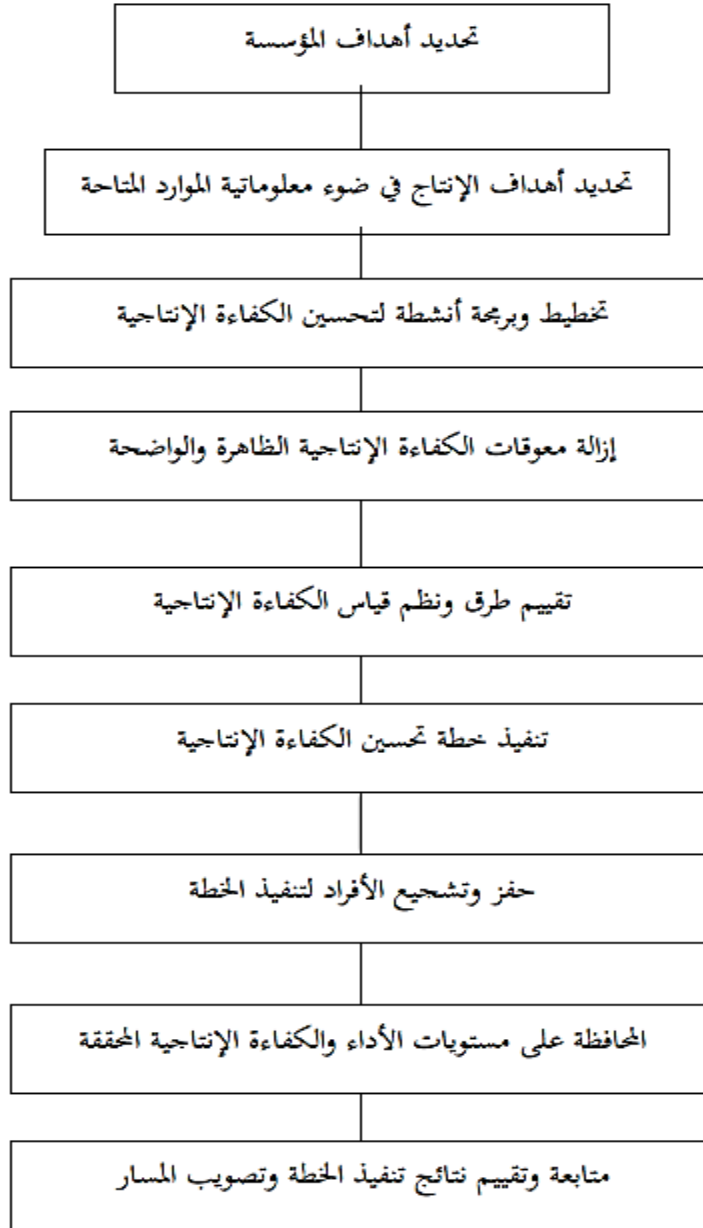 تحديد أهداف المؤسسة
تحديد أهداف الإنتاج في ضوء معلوماتية الموارد المتاحة
تخطيط وبرمجة أنشطة لتحسين الكفاءة الإنتاجية
إزالة معوقات الكفاءة الإنتاجية الظاهرة والواضحة
تقييم طرق ونظم قياس الكفاءة الإنتاجية
تنفيذ خطة تحسين الكفاءة الإنتاجية
حفز وتشجيع الأفراد لتنفيذ الخطة
المحافظة على مستويات الأداء والكفاءة الإنتاجية المحققة
متابعة وتقييم نتائج تنفيذ الخطة وتصويب المسار